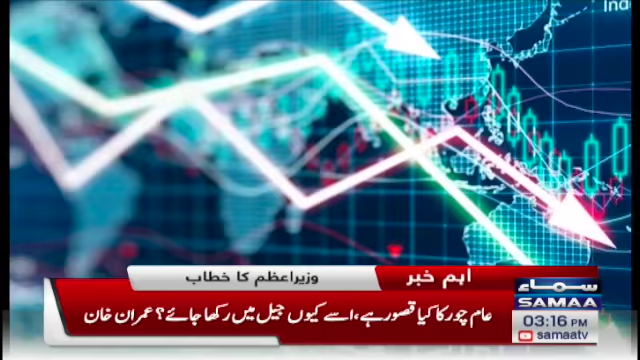 Ind
اہم خبر
وزیراعظم کا خطاب
عام چور کا کیا قصور ہے، اسے کیوں جیل میں رکھا جائے؟ عمران خان
سماء
SAMAA
03:16 PM
samaatv